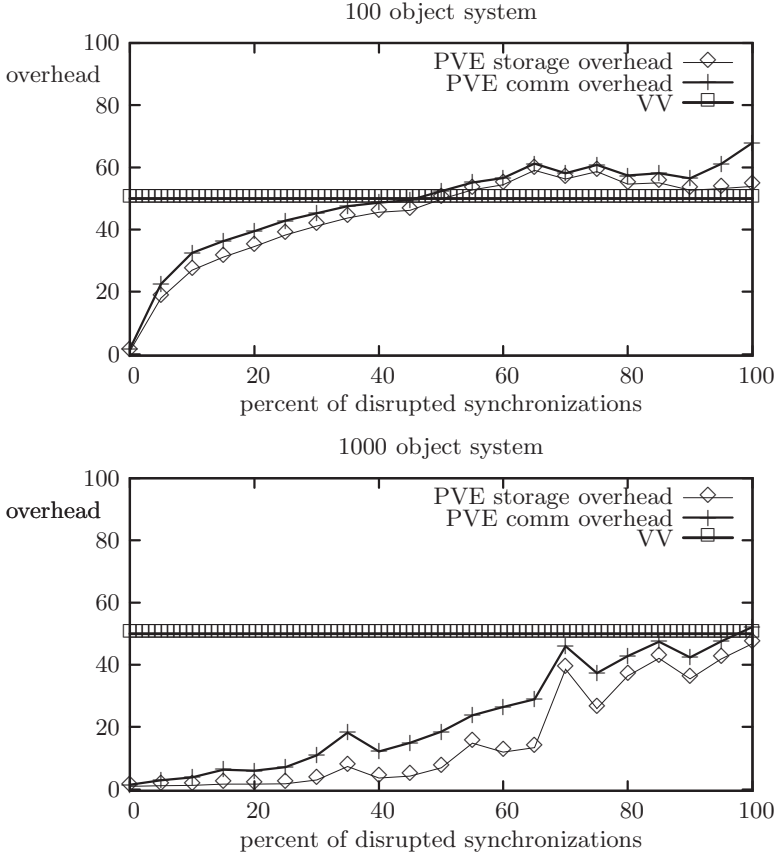 100 object system
100
overhead
80
60
40
20
0
PVE storage overhead
PVE comm overhead
VV
0 20 40 60 80 100
percent of disrupted synchronizations
1000 object system
100
overhead
80
60
40
20
0
PVE storage overhead
PVE comm overhead
VV
0 20 40 60 80 100
percent of disrupted synchronizations